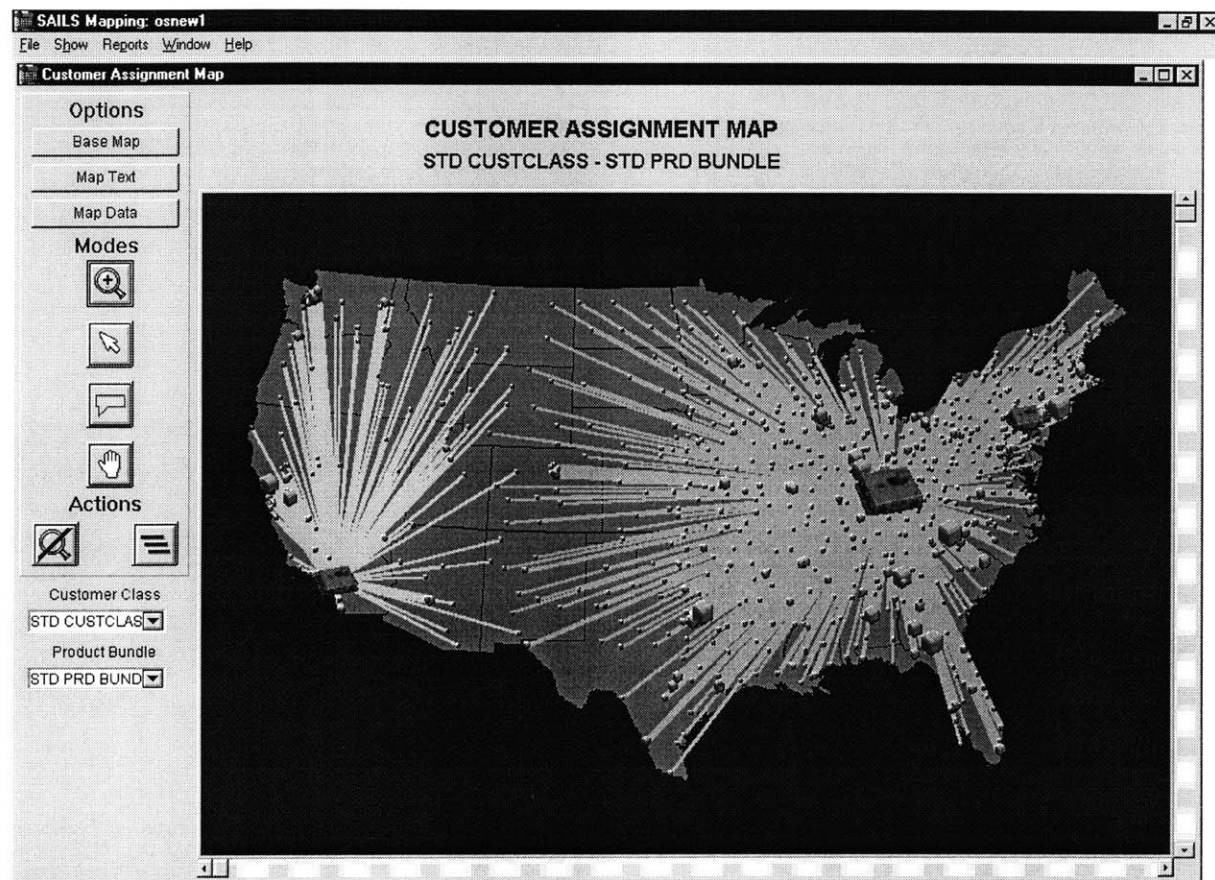 SAILS Mapping: osnew1
File Show Reports Window Help
Customer Assignment Map
Options
Base Map
Map Text
Map Data
Modes
Actions
Customer Class
STD CUSTCLAS
Product Bundle
STD PRD BUND
CUSTOMER ASSIGNMENT MAP
STD CUSTCLASS - STD PRD BUNDLE